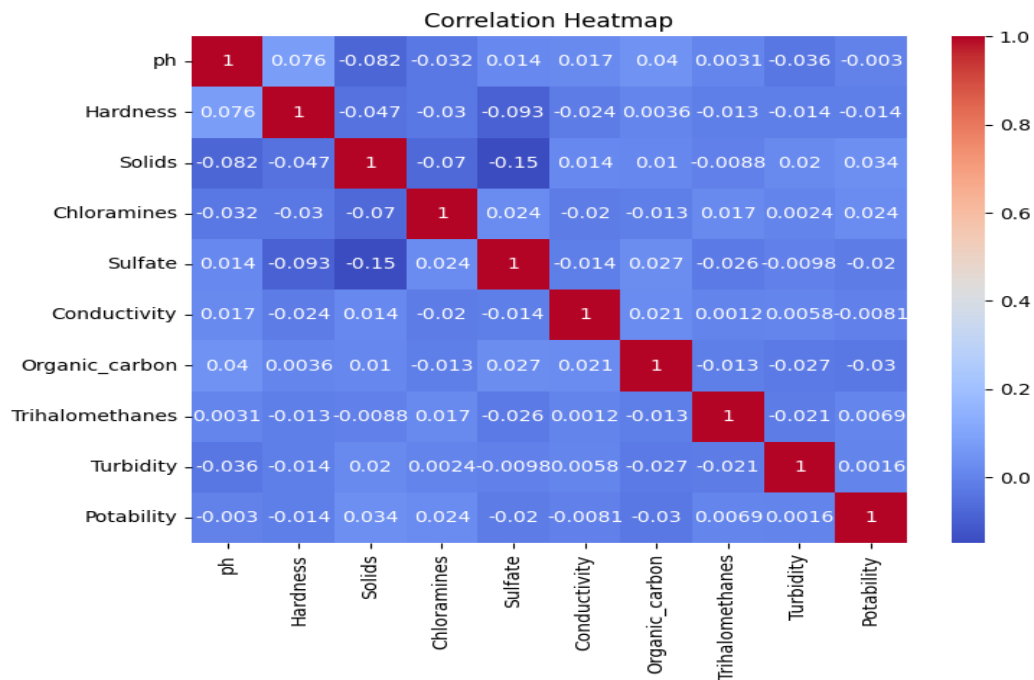 Correlation Heatmap
ph 1 0.076 -0.082 -0.032 0.014 0.017 0.04 0.0031 -0.036 -0.003
Hardness 0.076 1 -0.047 -0.03 -0.093 -0.024 0.0036 -0.013 -0.014 -0.014
Solids -0.082 -0.047 1 -0.07 -0.15 0.014 0.01 -0.0088 0.02 0.034
Chloramines -0.032 -0.03 -0.07 1 0.024 -0.02 -0.013 0.017 0.0024 0.024
Sulfate 0.014 -0.093 -0.15 0.024 1 -0.014 0.027 -0.026 -0.0098 -0.02
Conductivity 0.017 -0.024 0.014 -0.02 -0.014 1 0.021 0.0012 0.0058 -0.0081
Organic_carbon 0.04 0.0036 0.01 -0.013 0.027 0.021 1 -0.013 -0.027 -0.03
Trihalomethanes 0.0031 -0.013 -0.0088 0.017 -0.026 0.0012 -0.013 1 -0.021 0.0069
Turbidity -0.036 -0.014 0.02 0.0024 -0.0098 0.0058 -0.027 -0.021 1 0.0016
Potability -0.003 -0.014 0.034 0.024 -0.02 -0.0081 -0.03 0.0069 0.0016 1
ph
Hardness
Solids
Chloramines
Sulfate
Conductivity
Organic_carbon
Trihalomethanes
Turbidity
Potability
1.0
0.8
0.6
0.4
0.2
0.0